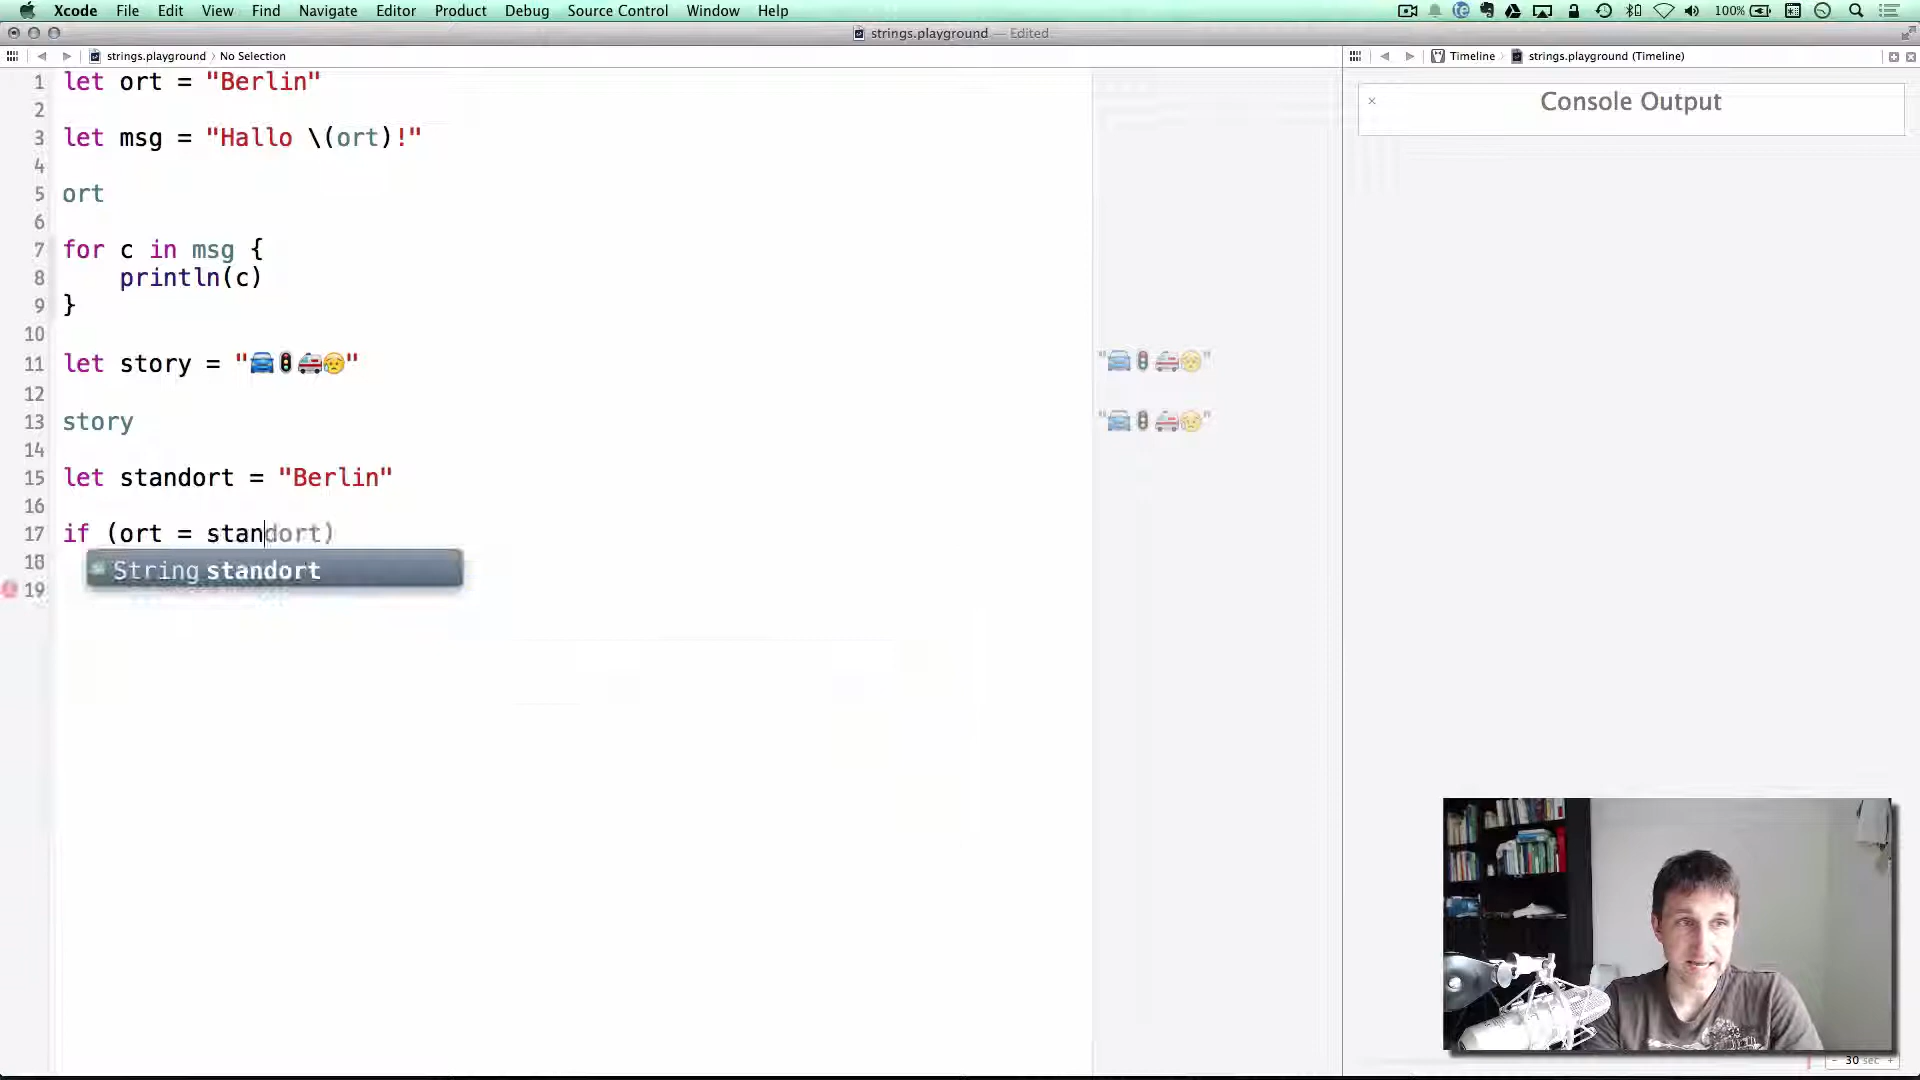 Xcode File Edit View Find Navigate Editor Product Debug Source Control Window Help 100%
strings.playground — Edited
strings.playground 〉 No Selection
Timeline 〉 strings.playground (Timeline)
Console Output
1 let ort = "Berlin"
2
3 let msg = "Hallo \(ort)!"
4
5 ort
6
7 for c in msg {
8 println(c)
9 }
10
11 let story = "🚘🚦🚑😥" "🚘🚦🚑😥"
12
13 story "🚘🚦🚑😥"
14
15 let standort = "Berlin"
16
17 if (ort = standort)
18 String standort
19
- 30 sec +